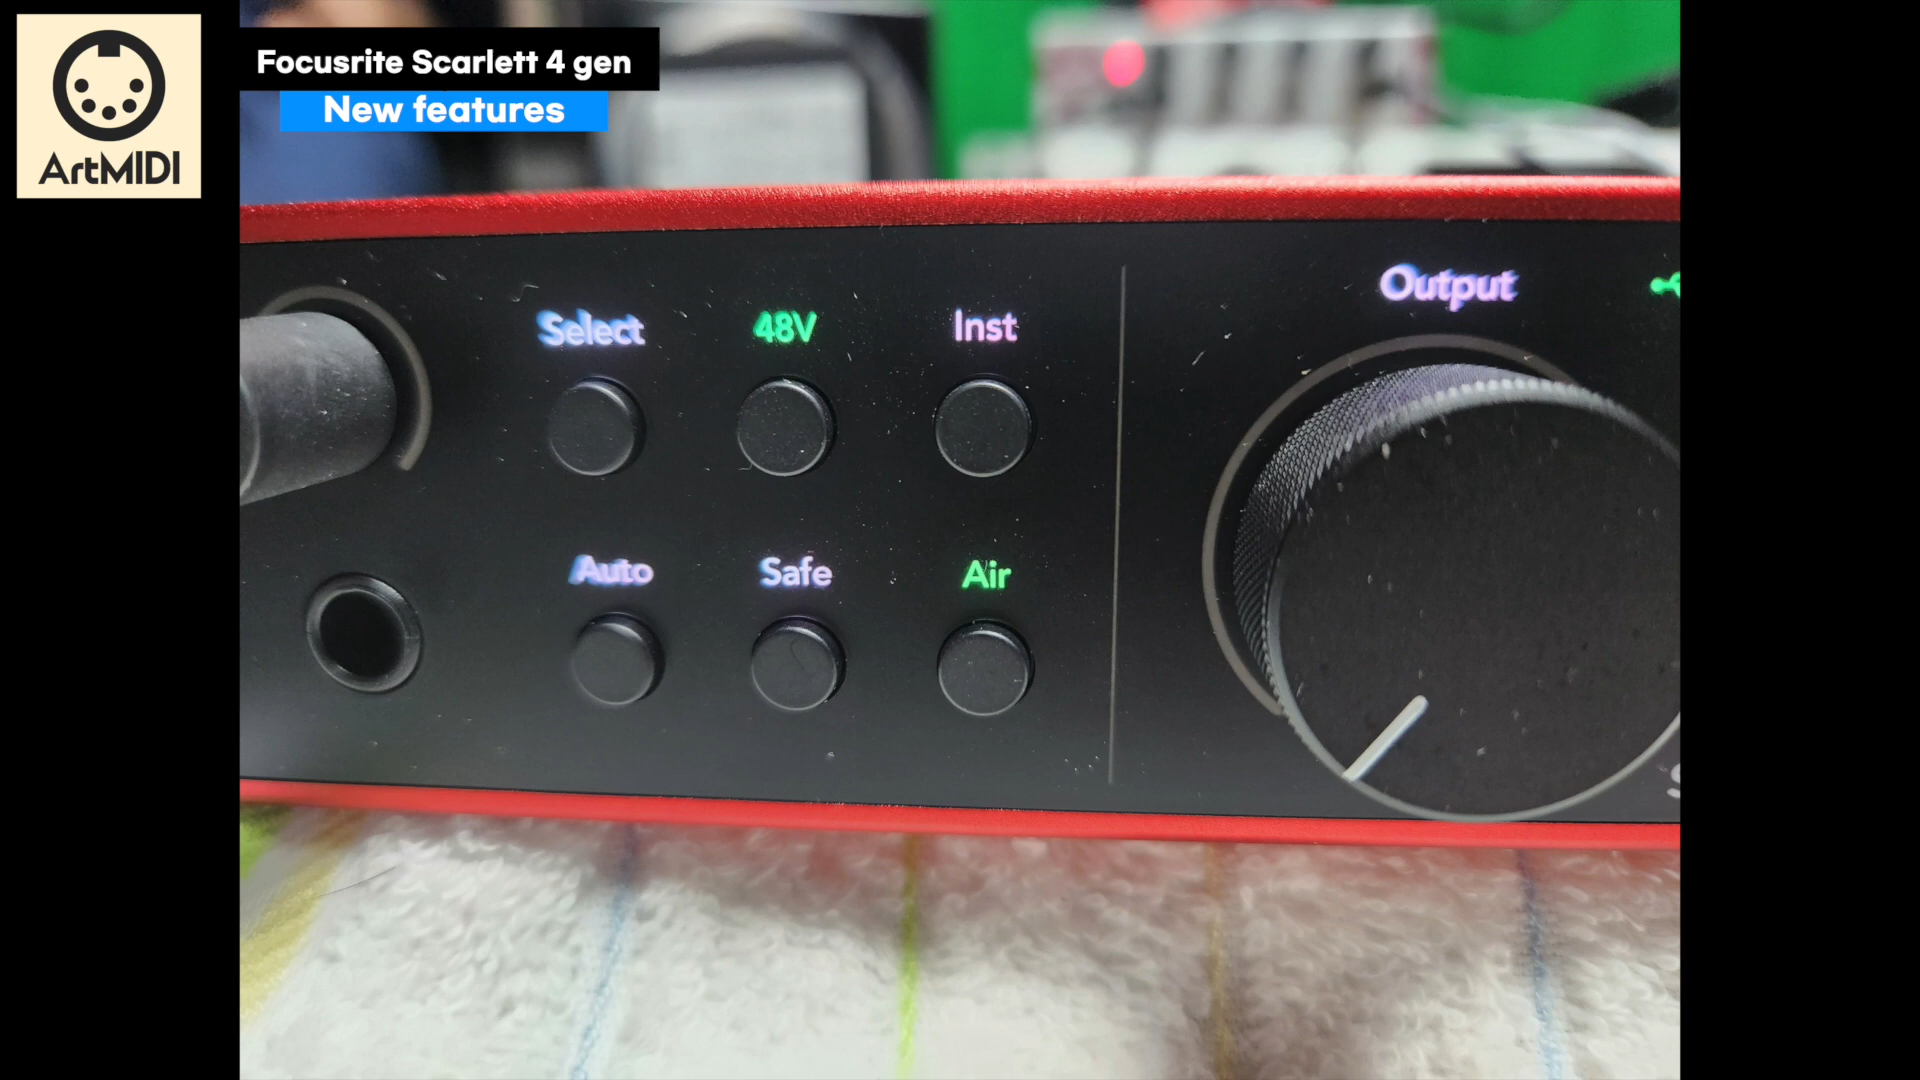 ArtMIDI
Focusrite Scarlett 4 gen
New features
Select 48V Inst
Output
Auto Safe Air